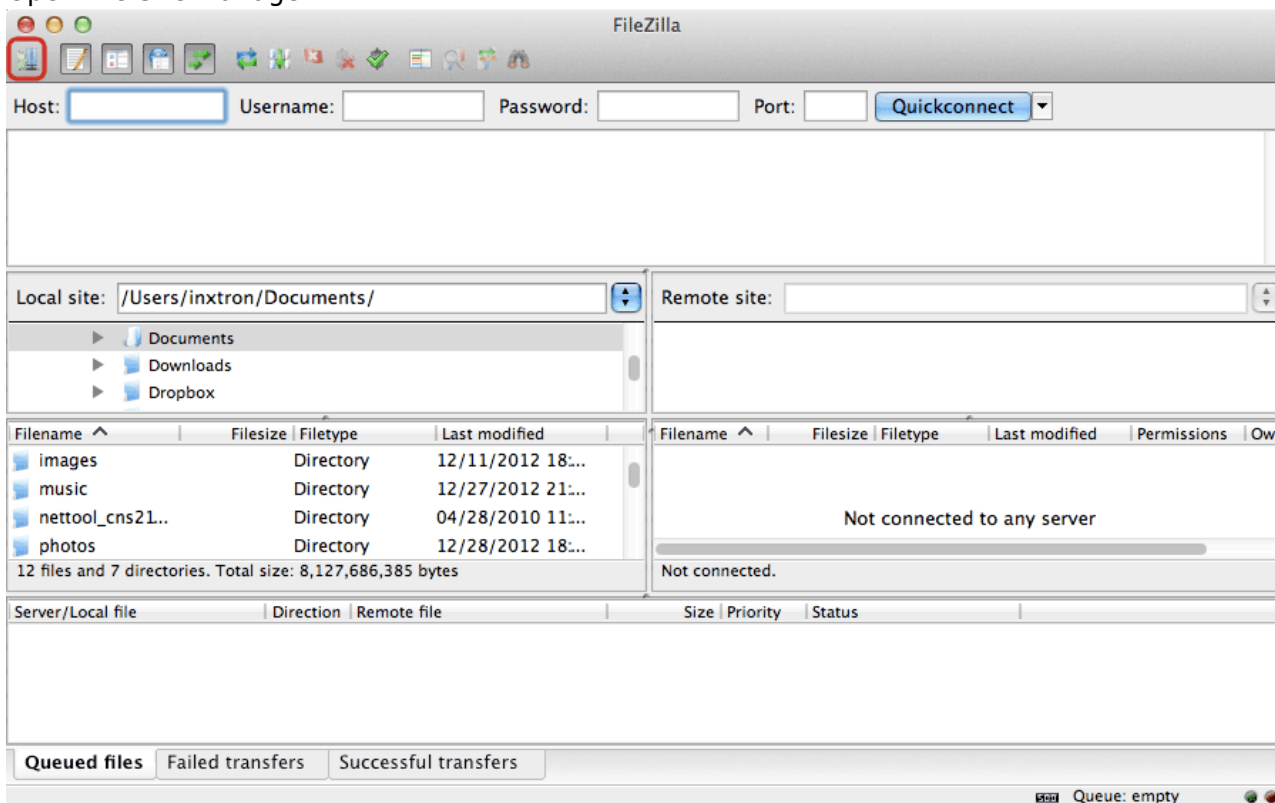 FileZilla
Host: Username: Password: Port: Quickconnect
Local site: /Users/inxtron/Documents/ Remote site:
Documents
Downloads
Dropbox
Filename Filesize Filetype Last modified Filename Filesize Filetype Last modified Permissions Ow
images Directory 12/11/2012 18:...
music Directory 12/27/2012 21:...
nettool_cns21... Directory 04/28/2010 11:...
Not connected to any server
photos Directory 12/28/2012 18:...
12 files and 7 directories. Total size: 8,127,686,385 bytes Not connected.
Server/Local file Direction Remote file Size Priority Status
Queued files Failed transfers Successful transfers
Queue: empty